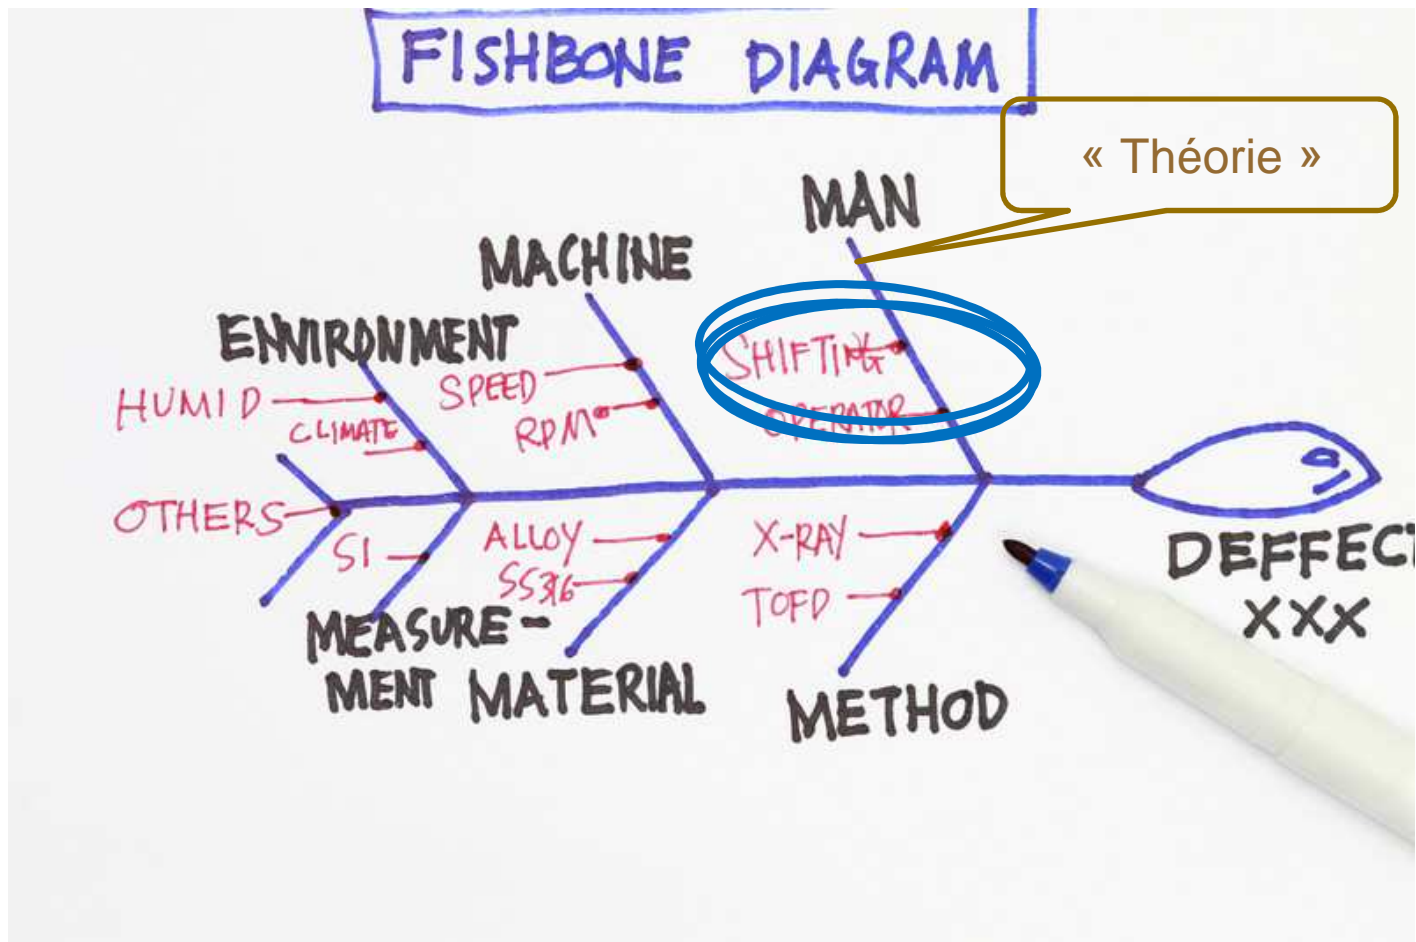 FISHBONE DIAGRAM
« Théorie »
MAN
MACHINE
ENVIRONMENT
SHIFTING
SPEED
HUMID
OPERATOR
RPM
CLIMATE
OTHERS
SI
ALLOY
SS316
X-RAY
TOFD
DEFFECT
XXX
MEASURE-
MENT
MATERIAL
METHOD